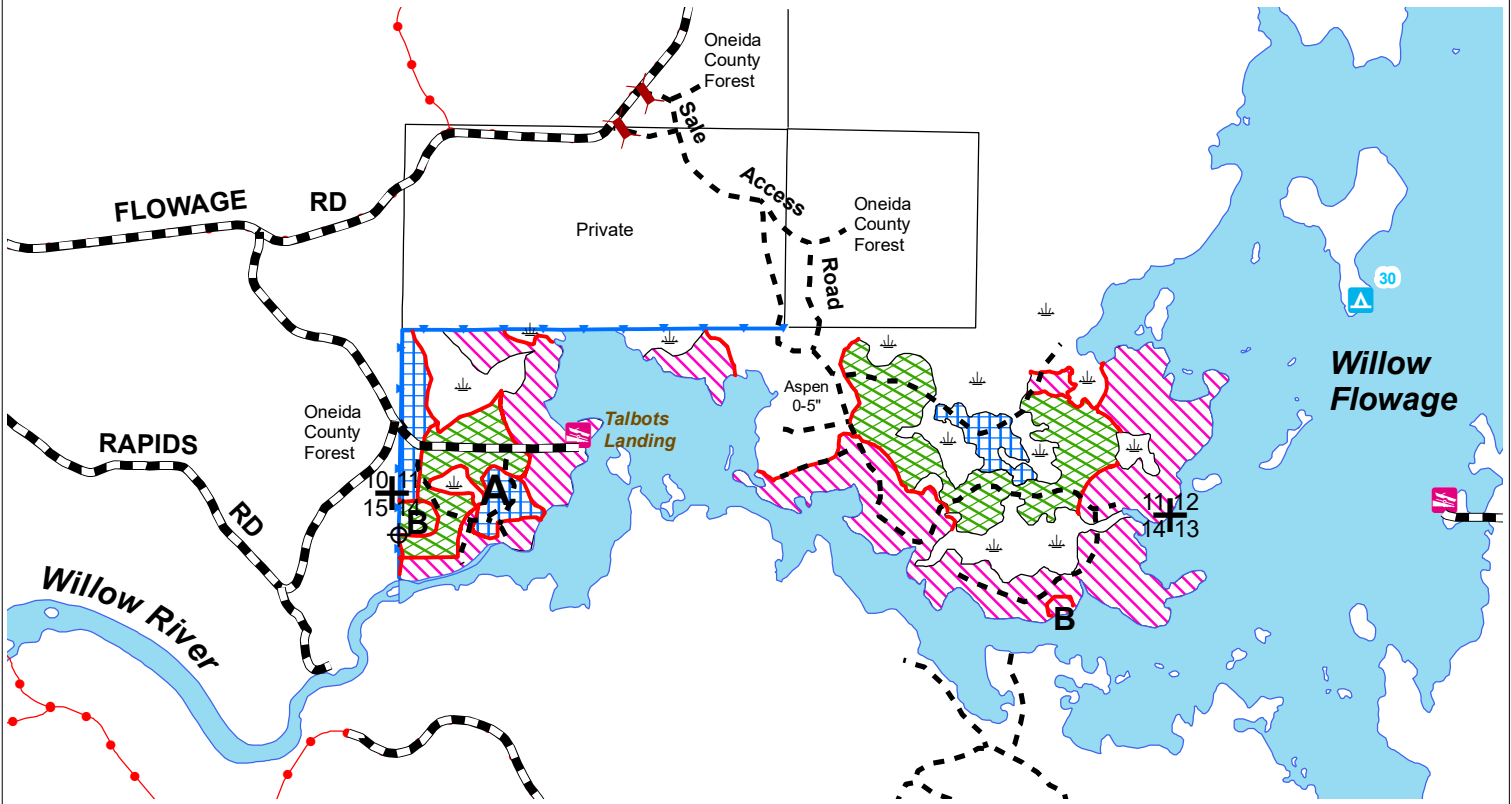 Oneida
County
Forest
Sale
Access
Road
FLOWAGE RD
Private
Oneida
County
Forest
30
Willow
Flowage
Aspen
0-5"
Oneida
County
Forest
Talbots
Landing
RAPIDS
RD
10 11
15 14
A
B
11 12
14 13
B
Willow River